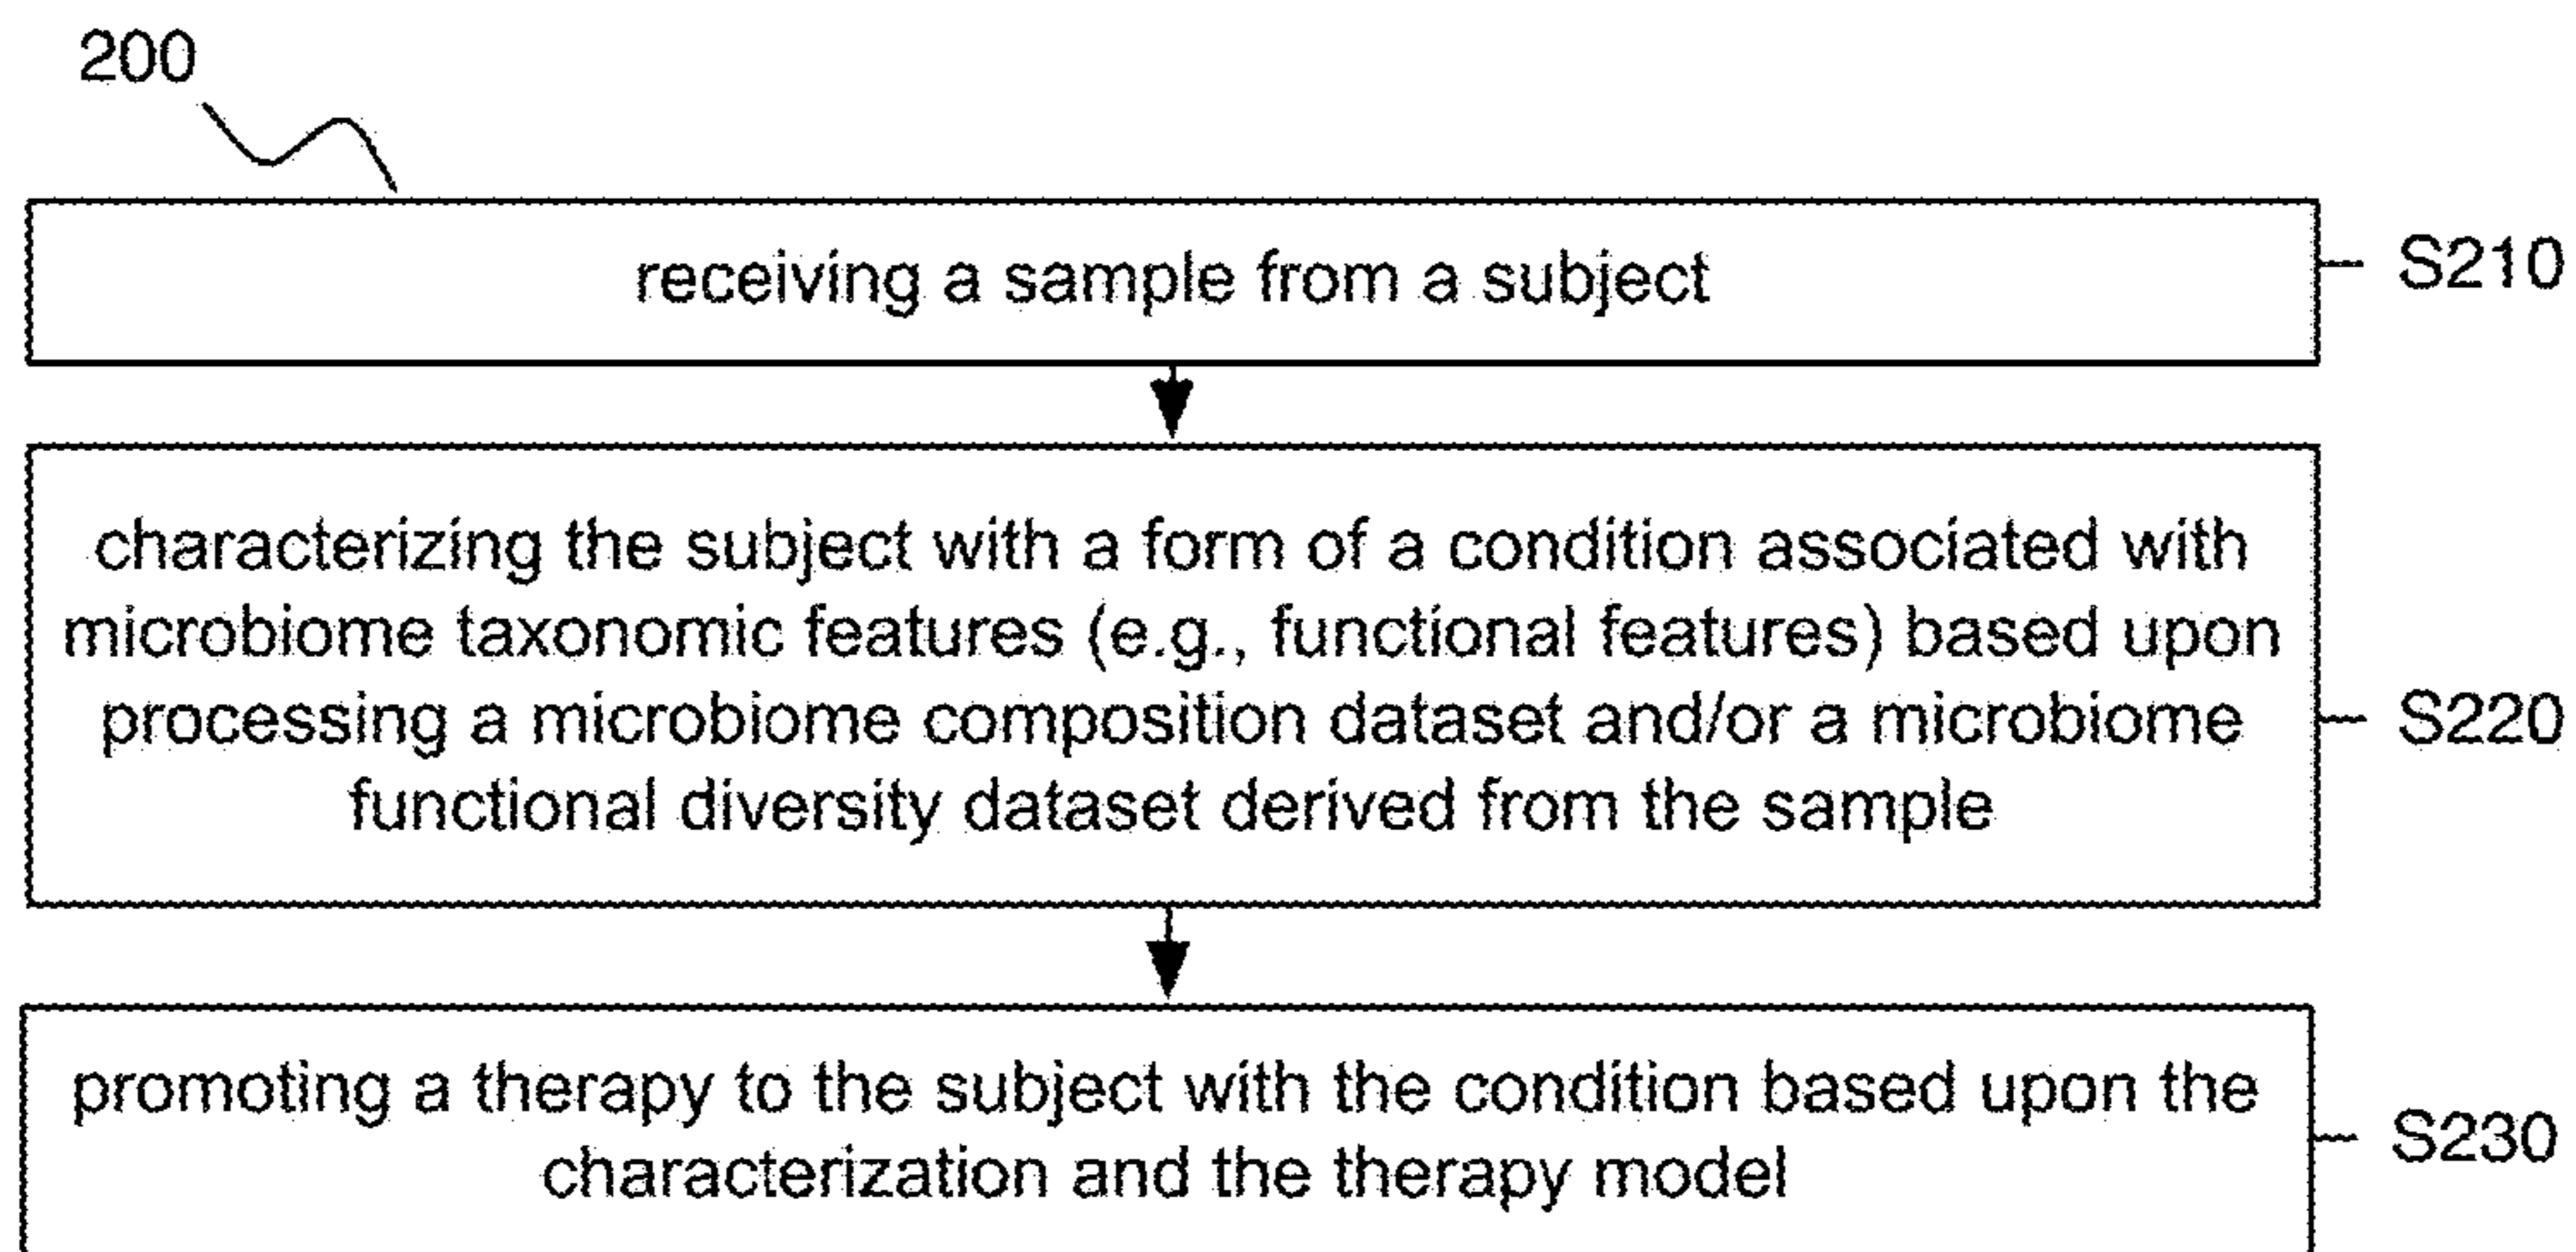 200
receiving a sample from a subject
S210
characterizing the subject with a form of a condition associated with
microbiome taxonomic features (e.g., functional features) based upon
processing a microbiome composition dataset and/or a microbiome
functional diversity dataset derived from the sample
S220
promoting a therapy to the subject with the condition based upon the
characterization and the therapy model
S230